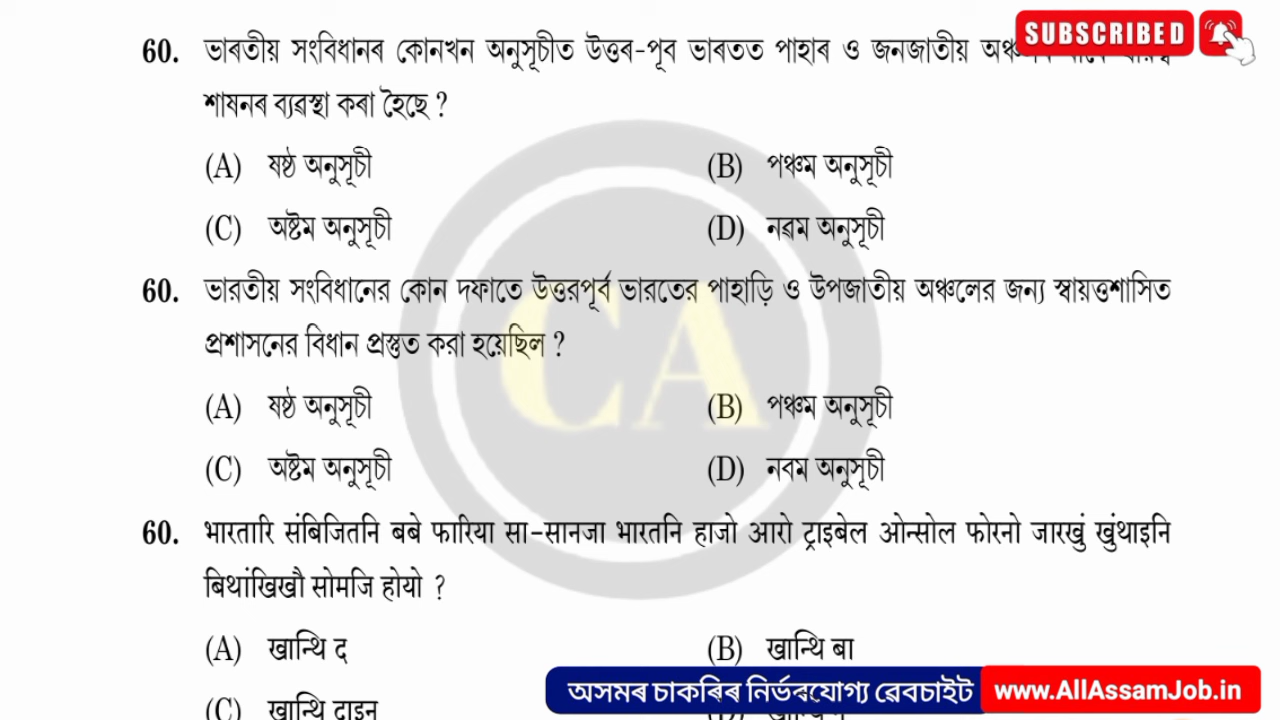 SUBSCRIBED
60. ভাৰতীয় সংবিধানৰ কোনখন অনুসূচীত উত্তৰ-পূব ভাৰতত পাহাৰ ও জনজাতীয়
শাষনৰ ব্যৱস্থা কৰা হৈছে ?
(A) ষষ্ঠ অনুসূচী (B) পঞ্চম অনুসূচী
(C) অষ্টম অনুসূচী (D) নৱম অনুসূচী
60. ভারতীয় সংবিধানের কোন দফাতে উত্তরপূর্ব ভারতের পাহাড়ি ও উপজাতীয় অঞ্চলের জন্য স্বায়ত্তশাসিত
প্রশাসনের বিধান প্রস্তুত করা হয়েছিল ?
(A) ষষ্ঠ অনুসূচী (B) পঞ্চম অনুসূচী
(C) অষ্টম অনুসূচী (D) নবম অনুসূচী
CA
60. भारतारि संबिजितनि बबे फारिया सा-सानजा भारतनि हाजो आरो ट्राइबेल ओन्सोल फोरनो जारखुं खुंथाइनि
बिथांखिखौ सोमजि होयो ?
(A) खान्थि द (B) खान्थि बा
(C) खान्थि दाइन (D)
অসমৰ চাকৰিৰ নিৰ্ভৰযোগ্য ৱেবচাইট www.AllAssamJob.in